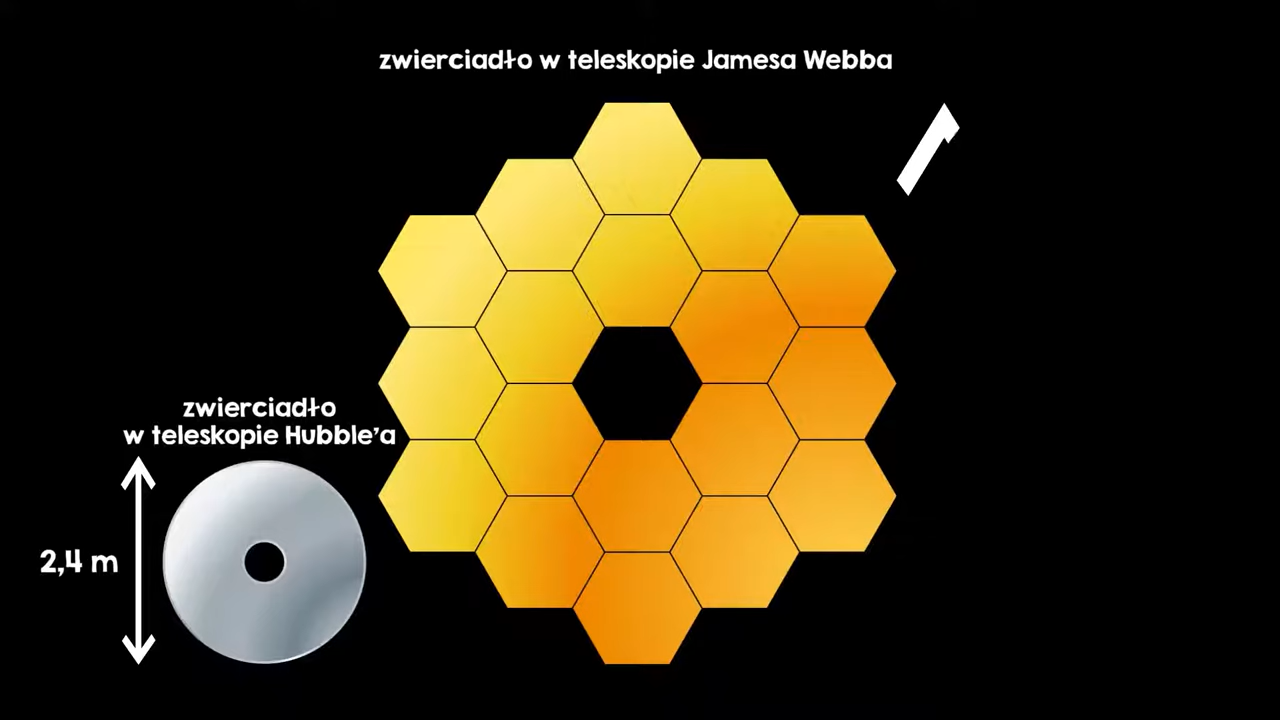 zwierciadło w teleskopie Jamesa Webba
zwierciadło
w teleskopie Hubble’a
2,4 m